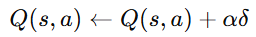 Q(s, a) ← Q(s, a) + αδ